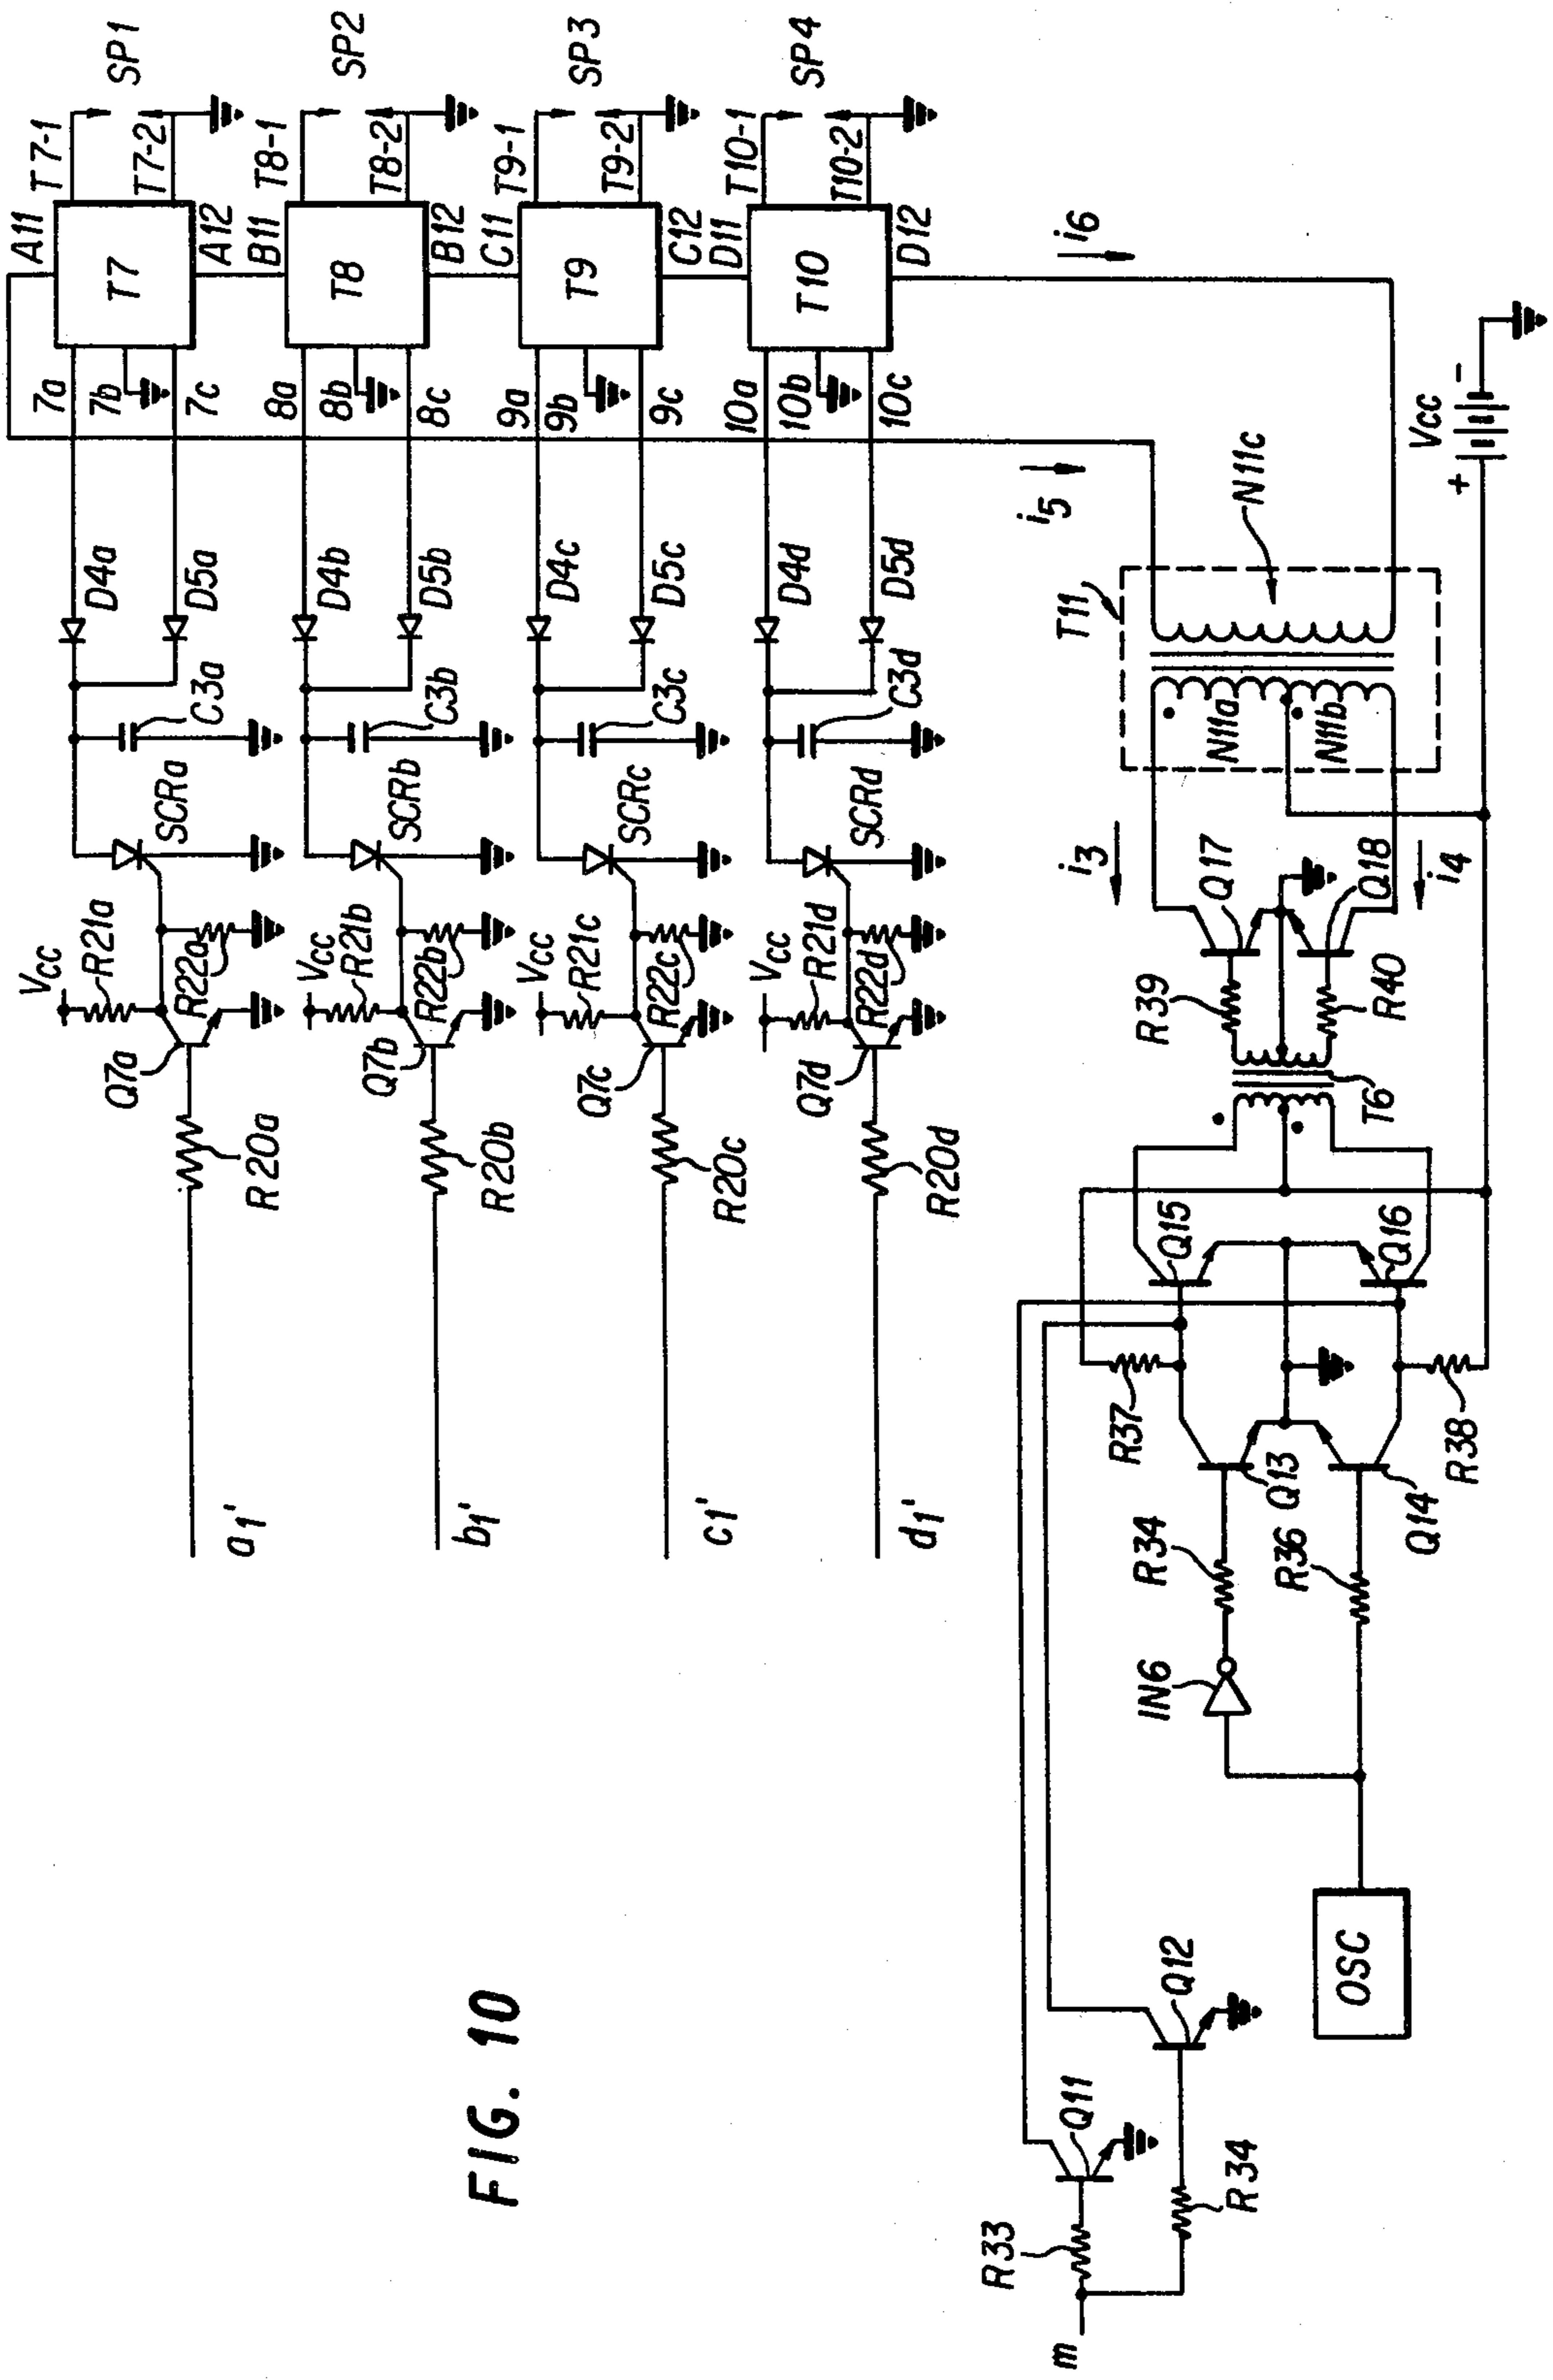 FIG. 10
A11
T7-1
SP1
7a
T7
7b
T7-2
7c
A12
D4a
D5a
C3a
SCRa
Vcc
R21a
R22a
Q7a
R20a
a1'
B11
T8-1
SP2
8a
T8
8b
T8-2
8c
B12
D4b
D5b
C3b
SCRb
Vcc
R21b
R22b
Q7b
R20b
b1'
C11
T9-1
SP3
9a
T9
9b
T9-2
9c
C12
D4c
D5c
C3c
SCRc
Vcc
R21c
R22c
Q7c
R20c
c1'
D11
T10-1
SP4
10a
T10
10b
T10-2
10c
D12
D4d
D5d
C3d
SCRd
Vcc
R21d
R22d
Q7d
R20d
d1'
i5
i6
T11
N11c
N11a
N11b
Vcc
+
−
i3
i4
Q17
Q18
R39
R40
T6
Q15
Q16
R37
R38
Q13
Q14
R34
R36
IN6
OSC
Q12
Q11
R33
R34
m